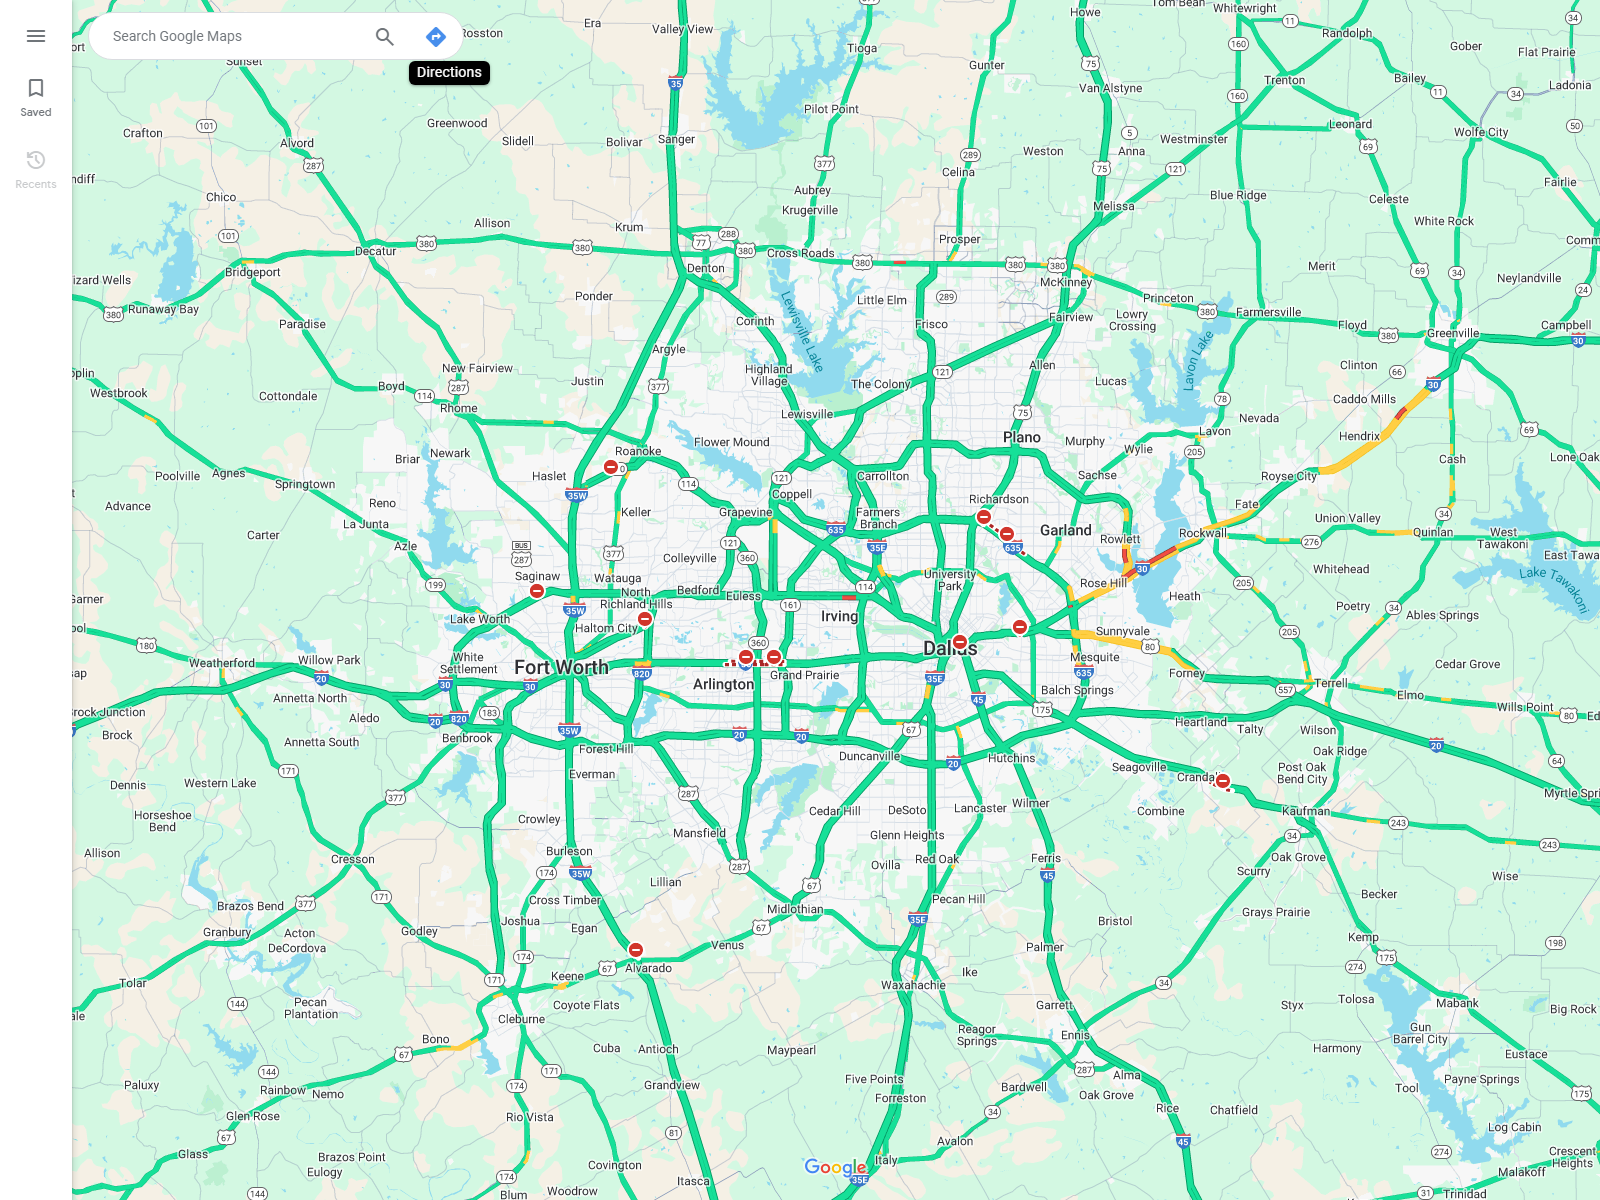 Search Google Maps
Directions
Saved
Recents
Era
Rosston
Valley View
Tioga
Howe
Tom Bean
Whitewright
Randolph
Gober
Flat Prairie
Ladonia
Sunset
Gunter
Van Alstyne
Trenton
Bailey
Pilot Point
Crafton
Alvord
Greenwood
Slidell
Bolivar
Sanger
Weston
Anna
Westminster
Leonard
Wolfe City
Celina
Fairlie
Chico
Aubrey
Krugerville
Melissa
Blue Ridge
Celeste
White Rock
Allison
Krum
Decatur
Cross Roads
Prosper
Bridgeport
Denton
McKinney
Merit
Neylandville
Runaway Bay
Ponder
Little Elm
Princeton
Lowry
Crossing
Farmersville
Floyd
Greenville
Campbell
Paradise
Corinth
Lewisville Lake
Frisco
Fairview
Lavon Lake
Argyle
Allen
Clinton
New Fairview
Justin
Highland
Village
The Colony
Lucas
Westbrook
Cottondale
Boyd
Rhome
Lewisville
Caddo Mills
Nevada
Hendrix
Plano
Murphy
Lavon
Wylie
Flower Mound
Roanoke
Briar
Newark
Haslet
Carrollton
Sachse
Royse City
Cash
Lone Oak
Poolville
Agnes
Springtown
Coppell
Richardson
Advance
Reno
La Junta
Keller
Grapevine
Farmers
Branch
Garland
Rowlett
Fate
Union Valley
Quinlan
West
Tawakoni
Rockwall
Carter
Azle
Colleyville
East Tawa
Lake Tawakoni
Saginaw
Watauga
North
Richland Hills
Bedford
Euless
University
Park
Rose Hill
Whitehead
Heath
Poetry
Ables Springs
Lake Worth
Haltom City
Irving
Sunnyvale
Dallas
Weatherford
Willow Park
White
Settlement
Fort Worth
Mesquite
Forney
Cedar Grove
Arlington
Grand Prairie
Balch Springs
Terrell
Elmo
Wills Point
Annetta North
Aledo
Brock
Annetta South
Benbrook
Forest Hill
Duncanville
Hutchins
Heartland
Talty
Wilson
Oak Ridge
Everman
Seagoville
Post Oak
Bend City
Dennis
Western Lake
Crowley
Cedar Hill
DeSoto
Lancaster
Wilmer
Combine
Kaufman
Horseshoe
Bend
Mansfield
Glenn Heights
Allison
Cresson
Burleson
Ovilla
Red Oak
Ferris
Scurry
Oak Grove
Lillian
Wise
Brazos Bend
Cross Timber
Pecan Hill
Becker
Joshua
Midlothian
Bristol
Grays Prairie
Granbury
Acton
DeCordova
Godley
Egan
Venus
Palmer
Kemp
Tolar
Keene
Alvarado
Ike
Waxahachie
Pecan
Plantation
Coyote Flats
Garrett
Styx
Tolosa
Mabank
Big Rock
Cleburne
Reagor
Springs
Ennis
Gun
Barrel City
Bono
Cuba
Antioch
Maypearl
Harmony
Eustace
Paluxy
Rainbow
Nemo
Grandview
Five Points
Forreston
Bardwell
Alma
Oak Grove
Tool
Payne Springs
Rio Vista
Rice
Chatfield
Glen Rose
Log Cabin
Glass
Brazos Point
Eulogy
Avalon
Covington
Italy
Google
Crescent
Heights
Malakoff
Blum
Woodrow
Itasca
Trinidad